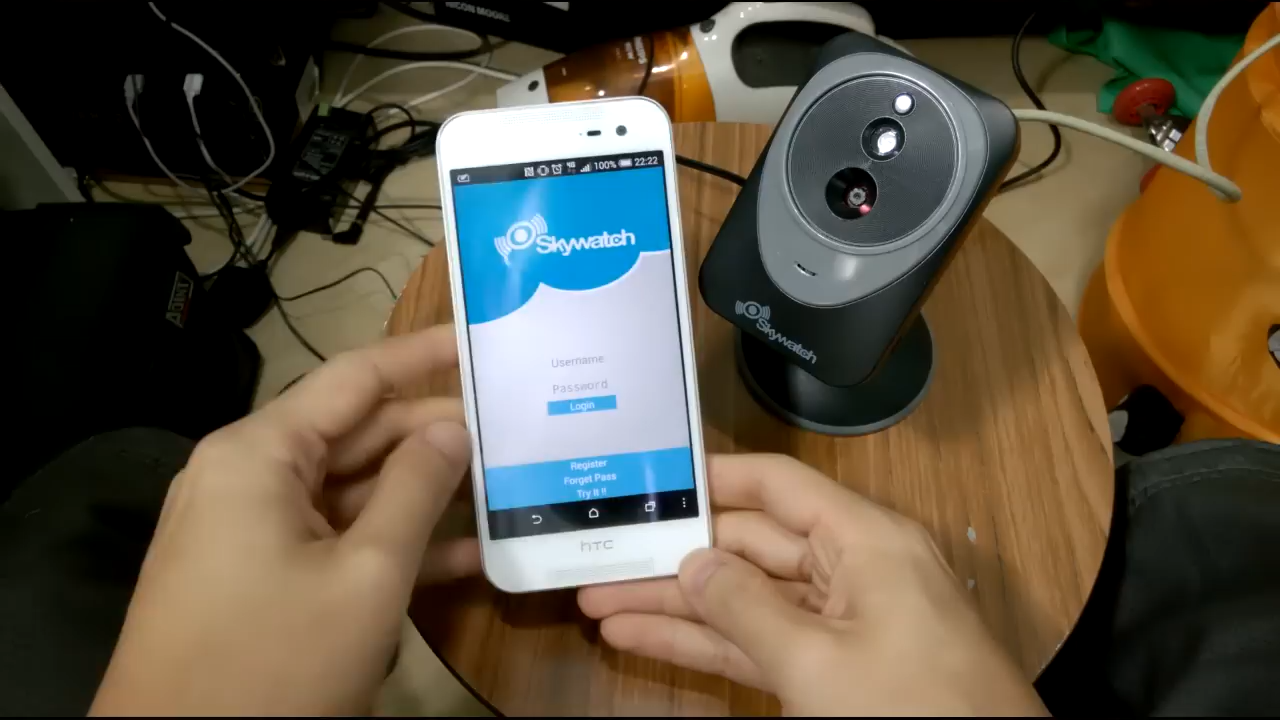 100% 22:22
Skywatch
Username
Password
Login
Register
Forget Pass
Try It !!
hTC
Skywatch